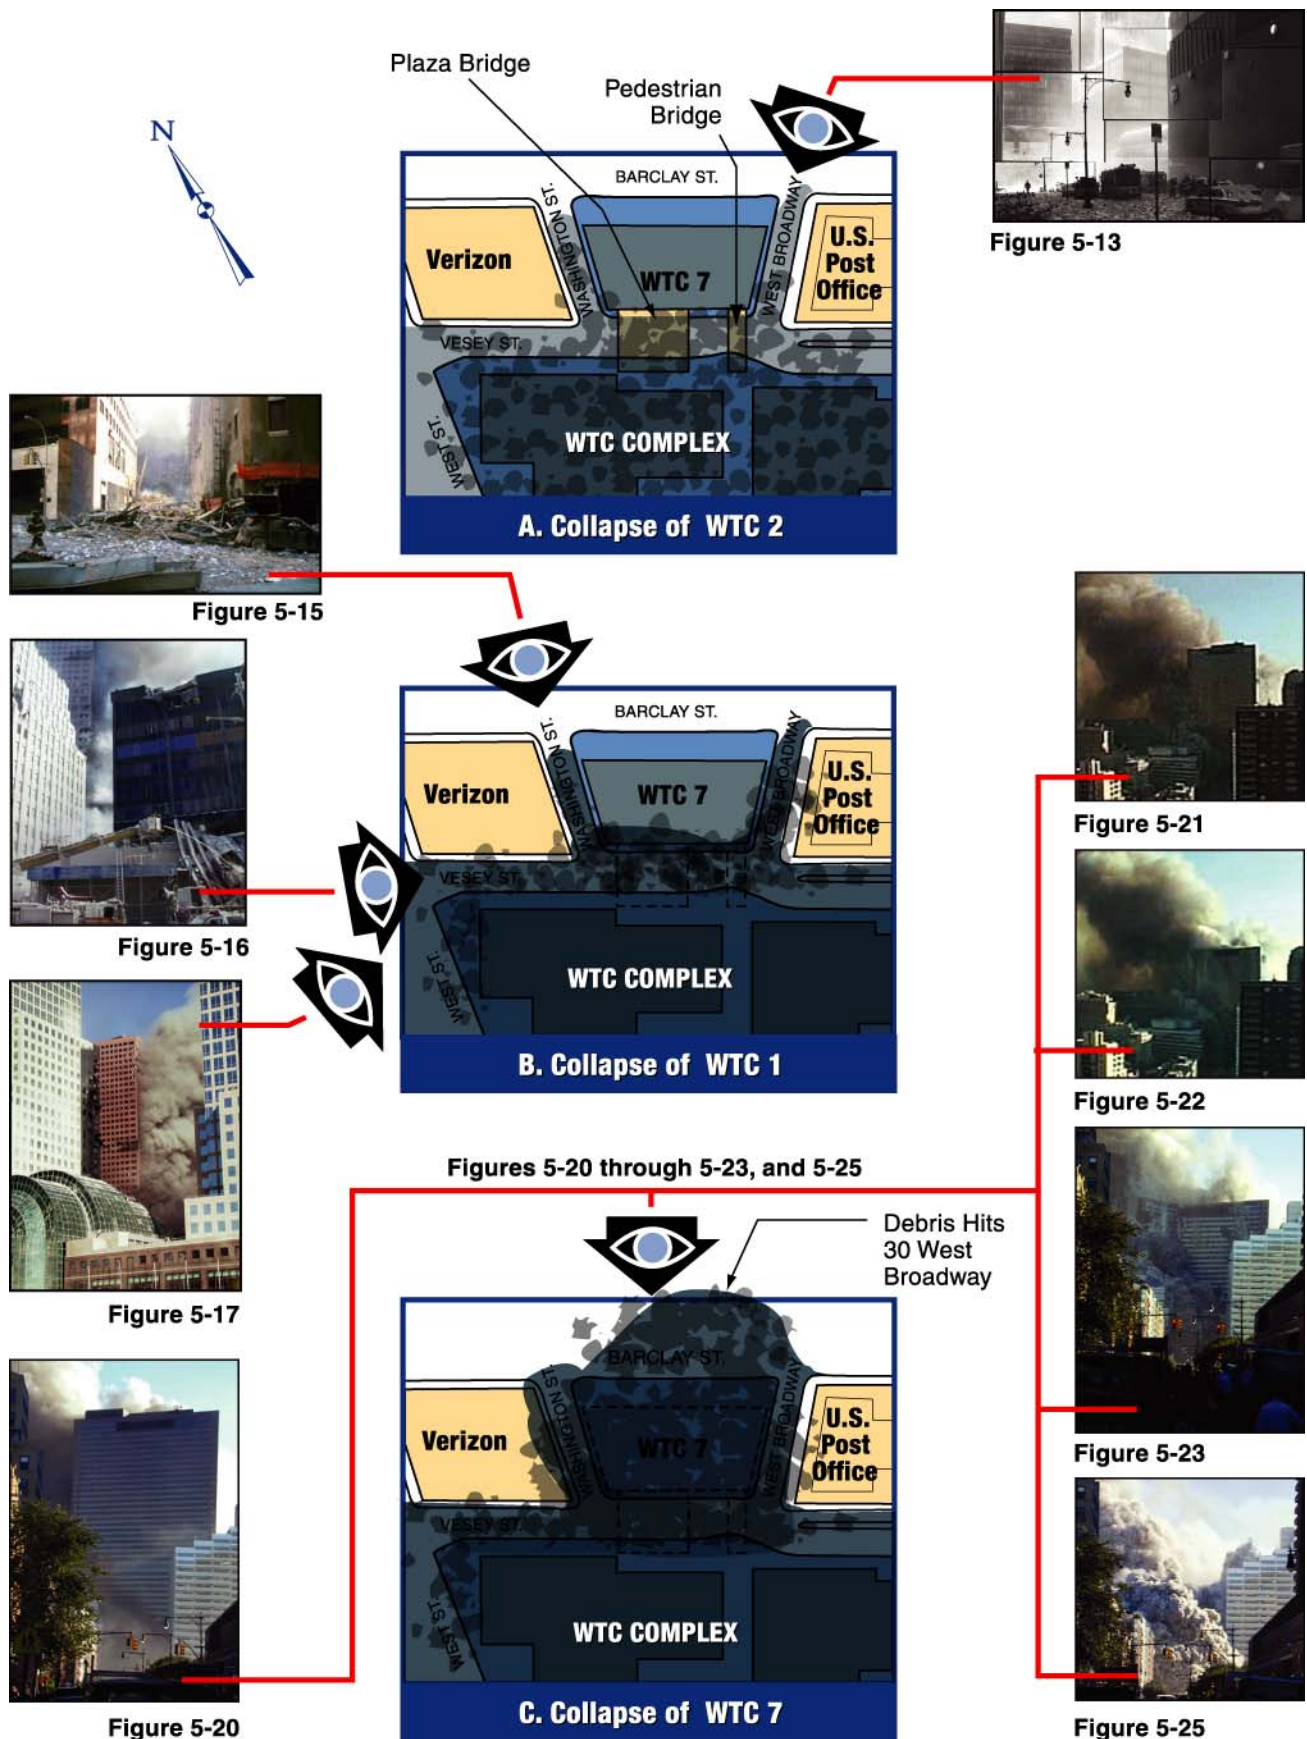 Plaza Bridge
Pedestrian
Bridge
N
BARCLAY ST.
WASHINGTON ST.
WEST BROADWAY
Verizon
WTC 7
U.S.
Post
Office
VESEY ST.
WEST ST.
WTC COMPLEX
A. Collapse of WTC 2
Figure 5-13
Figure 5-15
BARCLAY ST.
WASHINGTON ST.
WEST BROADWAY
Verizon
WTC 7
U.S.
Post
Office
VESEY ST.
WEST ST.
WTC COMPLEX
B. Collapse of WTC 1
Figure 5-16
Figure 5-17
Figure 5-21
Figure 5-22
Figures 5-20 through 5-23, and 5-25
Debris Hits
30 West
Broadway
BARCLAY ST.
WASHINGTON ST.
WEST BROADWAY
Verizon
WTC 7
U.S.
Post
Office
VESEY ST.
WEST ST.
WTC COMPLEX
C. Collapse of WTC 7
Figure 5-23
Figure 5-20
Figure 5-25